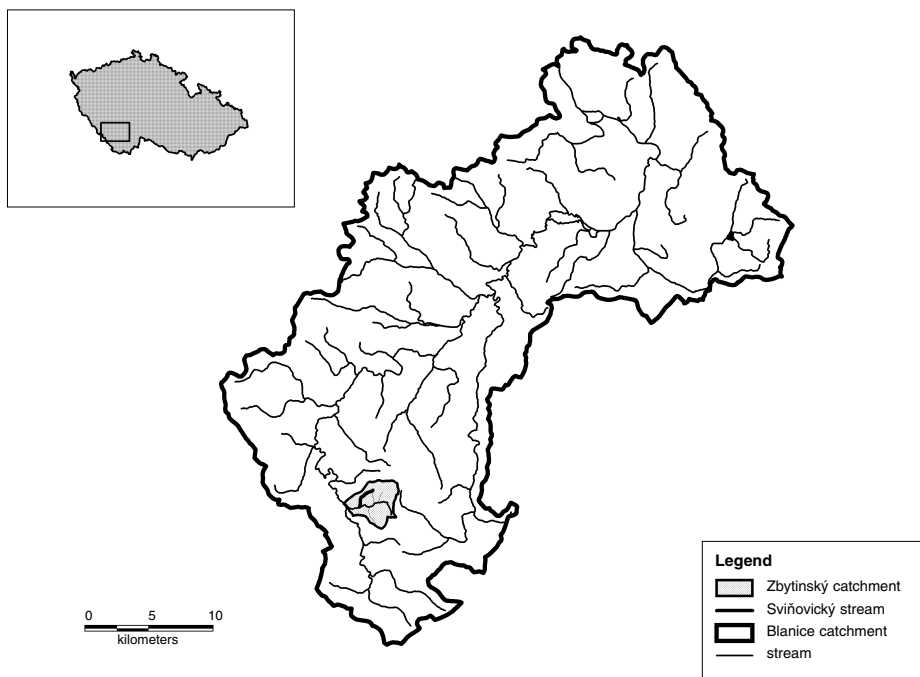 0 5 10
kilometers
Legend
Zbytinský catchment
Sviňovický stream
Blanice catchment
stream